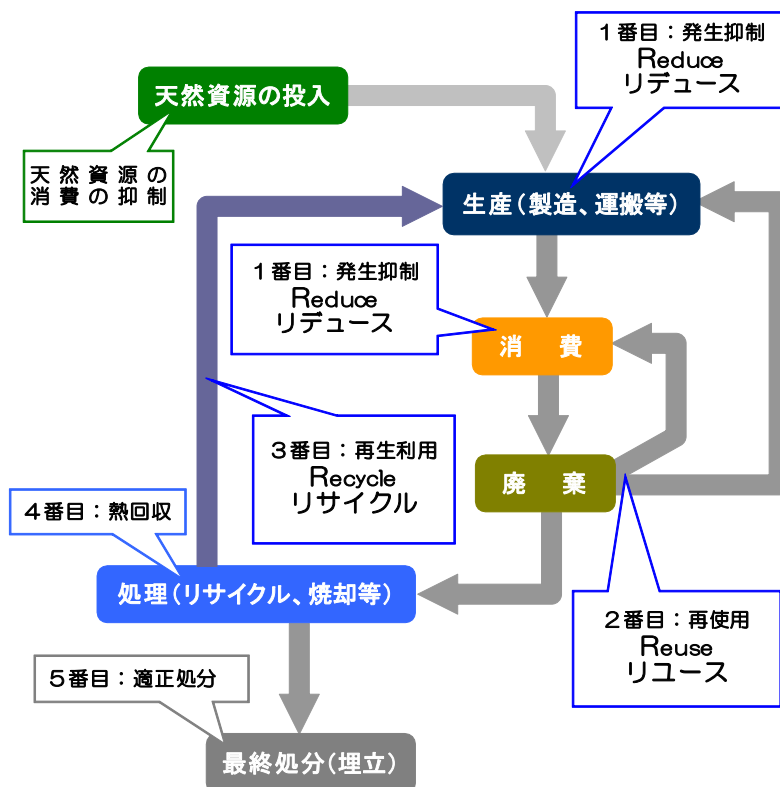 1番目：発生抑制
Reduce
リデュース
天然資源の投入
天然資源の
消費の抑制
生産（製造、運搬等）
1番目：発生抑制
Reduce
リデュース
消　費
3番目：再生利用
Recycle
リサイクル
廃　棄
4番目：熱回収
処理（リサイクル、焼却等）
2番目：再使用
Reuse
リユース
5番目：適正処分
最終処分（埋立）